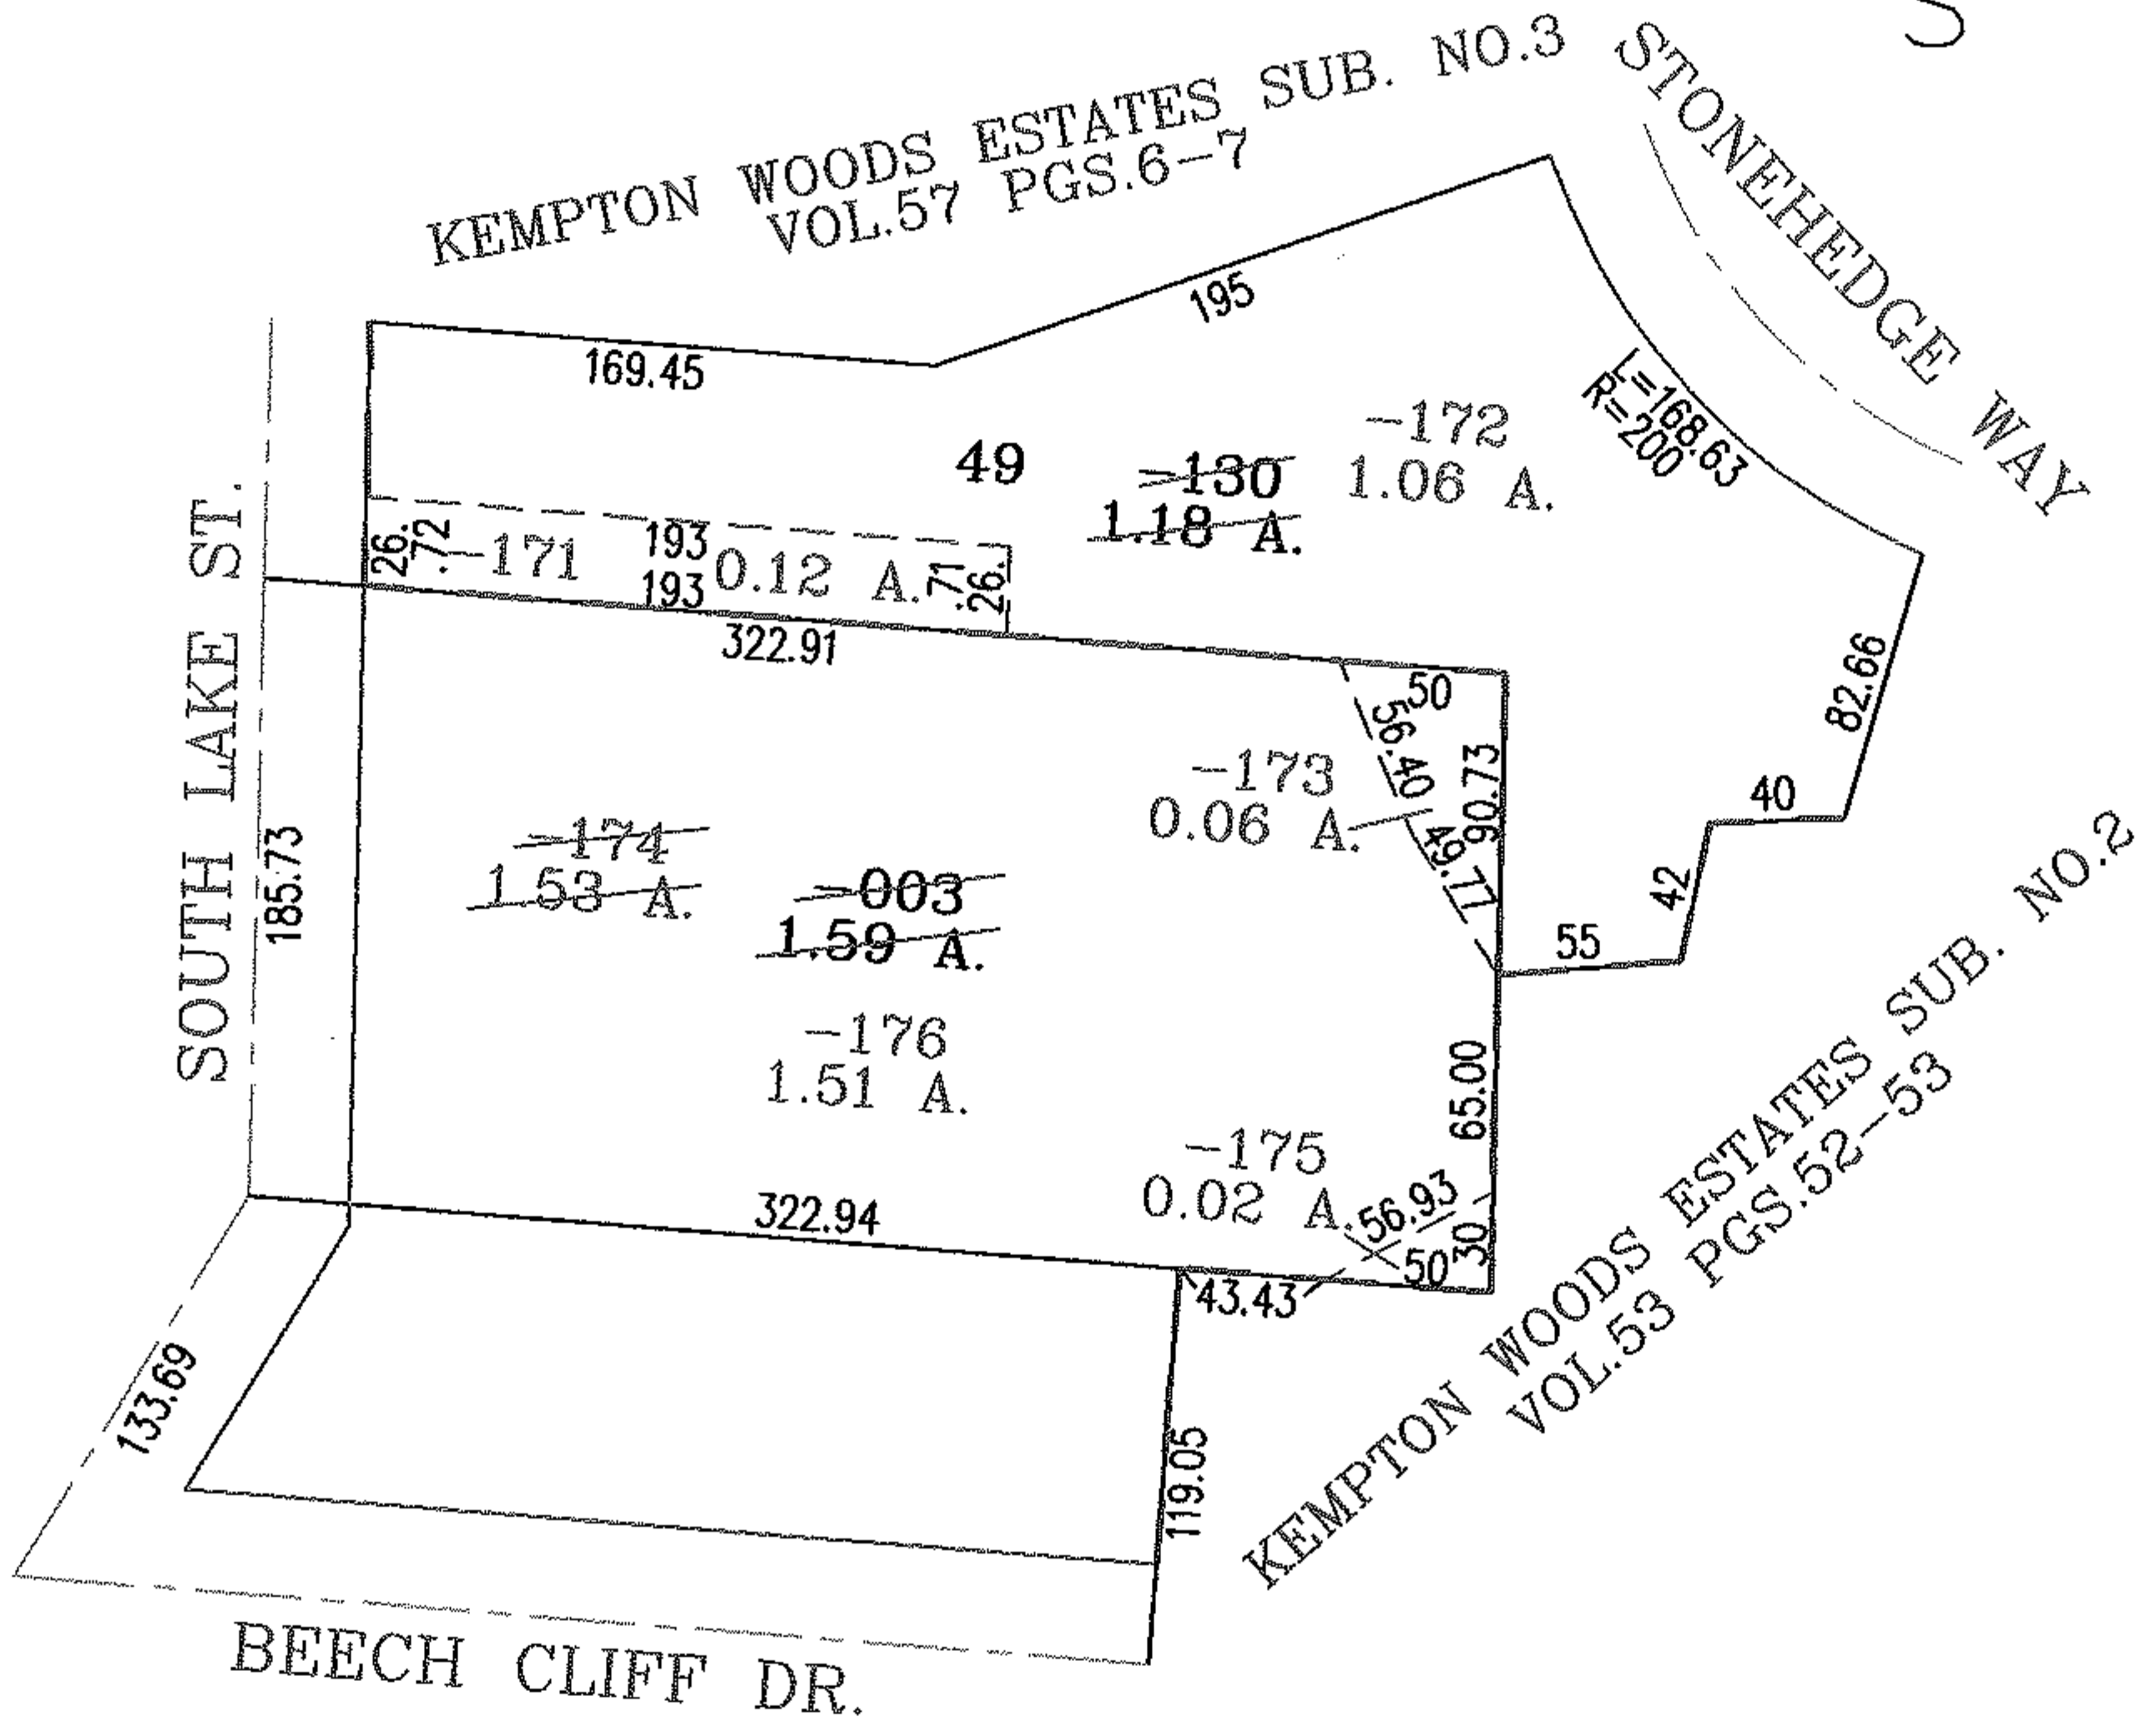 KEMPTON WOODS ESTATES SUB. NO.3
VOL.57 PGS.6-7
STONEHEDGE WAY
195
169.45
L=168.63
R=200
-172
1.06 A.
49
-130
1.18 A.
26.
.72
-171
193
193
0.12 A.
.71
26.
322.91
SOUTH LAKE ST.
185.73
50
56.40
90.73
49.77
82.66
40
42
55
-173
0.06 A.
-174
1.53 A.
-003
1.59 A.
-176
1.51 A.
65.00
-175
0.02 A.
56.93
30
50
322.94
43.43
133.69
119.05
KEMPTON WOODS ESTATES SUB. NO.2
VOL.53 PGS.52-53
BEECH CLIFF DR.